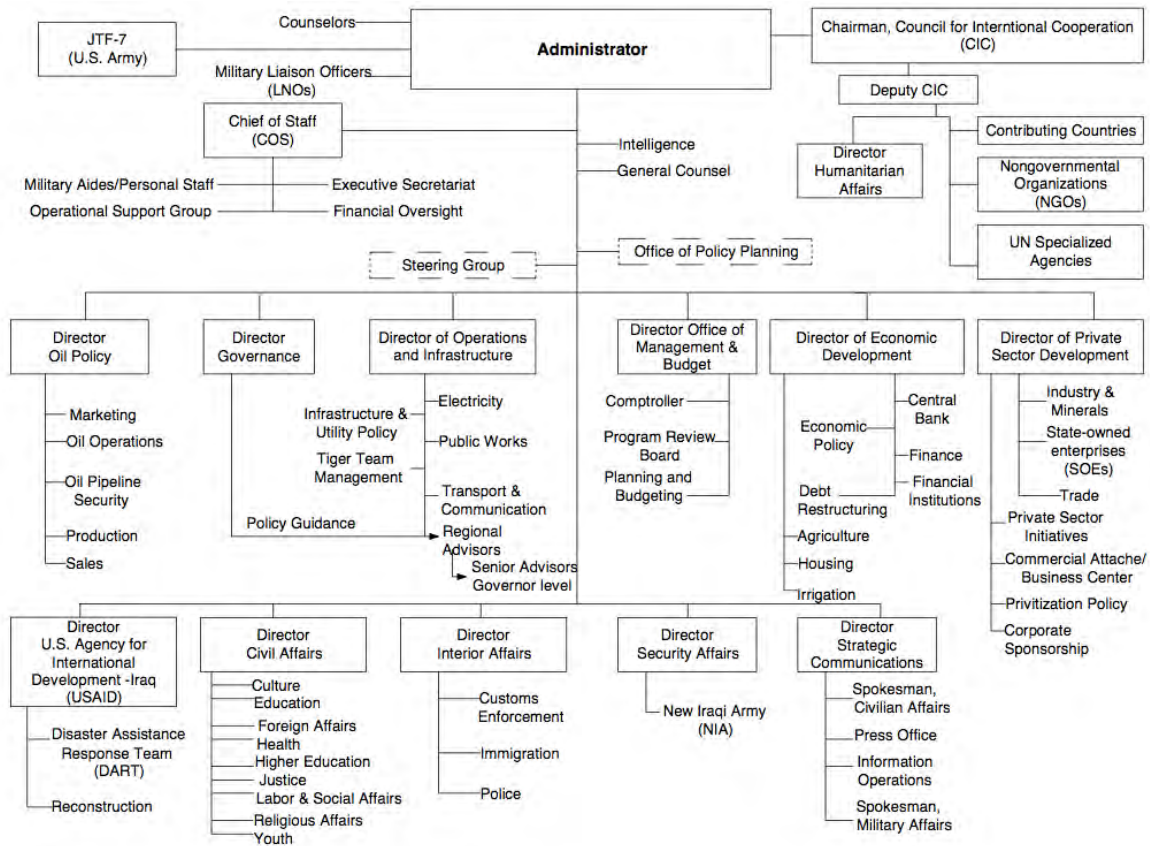 Counselors
JTF-7
(U.S. Army)
Administrator
Chairman, Council for Interntional Cooperation
(CIC)
Military Liaison Officers
(LNOs)
Deputy CIC
Chief of Staff
(COS)
Contributing Countries
Intelligence
Director
Humanitarian
Affairs
General Counsel
Nongovernmental
Organizations
(NGOs)
Military Aides/Personal Staff
Executive Secretariat
Operational Support Group
Financial Oversight
UN Specialized
Agencies
Office of Policy Planning
Steering Group
Director
Oil Policy
Director
Governance
Director of Operations
and Infrastructure
Director Office of
Management &
Budget
Director of Economic
Development
Director of Private
Sector Development
Marketing
Oil Operations
Oil Pipeline
Security
Production
Sales
Policy Guidance
Electricity
Infrastructure &
Utility Policy
Public Works
Tiger Team
Management
Transport &
Communication
Regional
Advisors
Senior Advisors
Governor level
Comptroller
Program Review
Board
Planning and
Budgeting
Central
Bank
Economic
Policy
Finance
Financial
Institutions
Debt
Restructuring
Agriculture
Housing
Irrigation
Industry &
Minerals
State-owned
enterprises
(SOEs)
Trade
Private Sector
Initiatives
Commercial Attache/
Business Center
Privitization Policy
Corporate
Sponsorship
Director
U.S. Agency for
International
Development -Iraq
(USAID)
Director
Civil Affairs
Director
Interior Affairs
Director
Security Affairs
Director
Strategic
Communications
Disaster Assistance
Response Team
(DART)
Reconstruction
Culture
Education
Foreign Affairs
Health
Higher Education
Justice
Labor & Social Affairs
Religious Affairs
Youth
Customs
Enforcement
Immigration
Police
New Iraqi Army
(NIA)
Spokesman,
Civilian Affairs
Press Office
Information
Operations
Spokesman,
Military Affairs